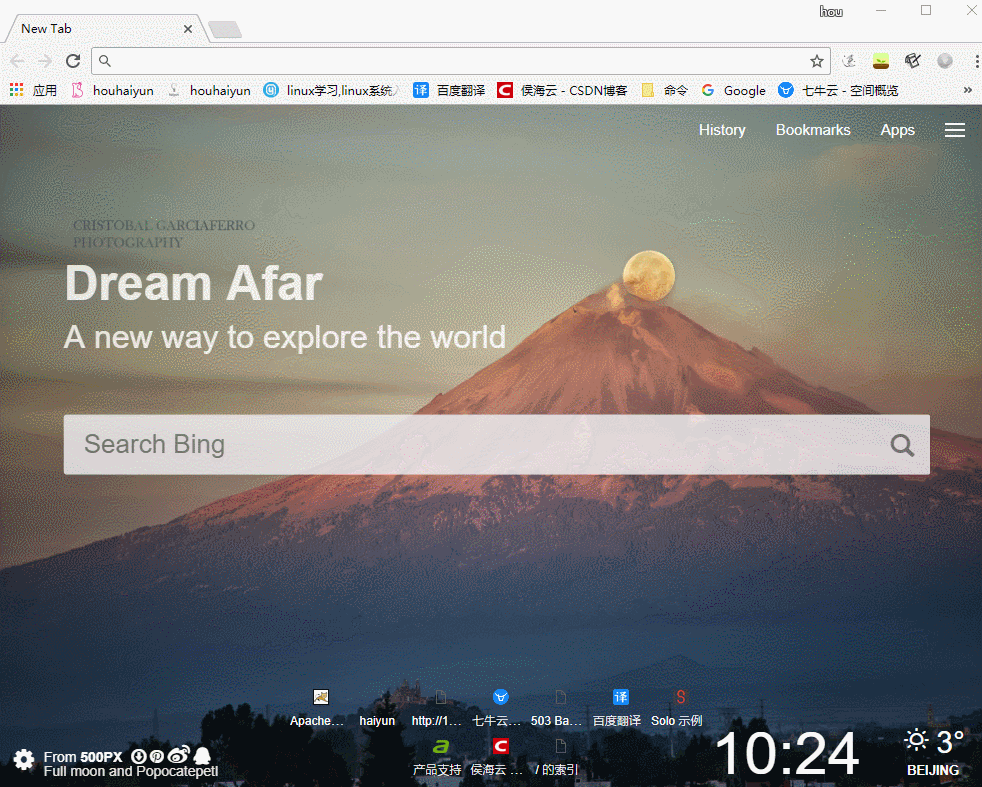 hou
New Tab
应用 houhaiyun houhaiyun linux学习,linux系统 百度翻译 侯海云 - CSDN博客 命令 Google 七牛云 - 空间概览 »
History Bookmarks Apps
CRISTOBAL GARCIAFERRO
PHOTOGRAPHY
Dream Afar
A new way to explore the world
Search Bing
Apache... haiyun http://1... 七牛云... 503 Ba... 百度翻译 Solo 示例
产品支持 侯海云 ... / 的索引
From 500PX
Full moon and Popocatepetl
10:24
3°
BEIJING